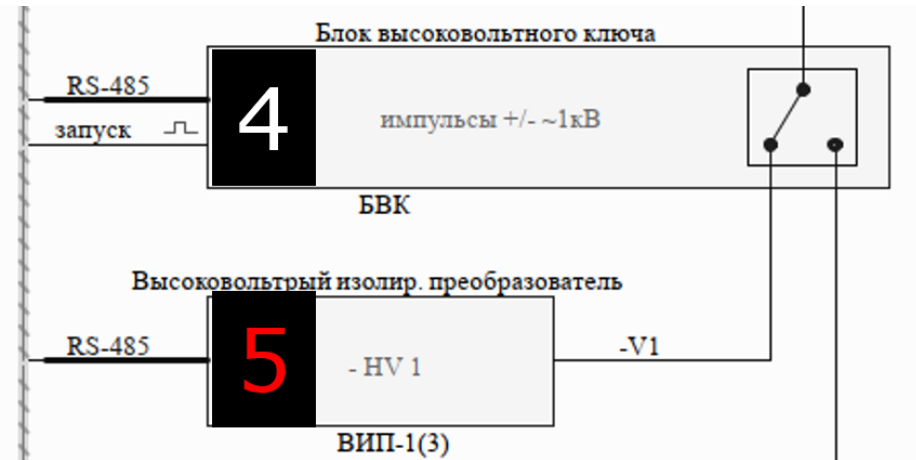 Блок высоковольтного ключа
RS-485
4
импульсы +/- ~1кВ
запуск
БВК
Высоковольтрый изолир. преобразователь
RS-485
5
- HV 1
-V1
ВИП-1(3)